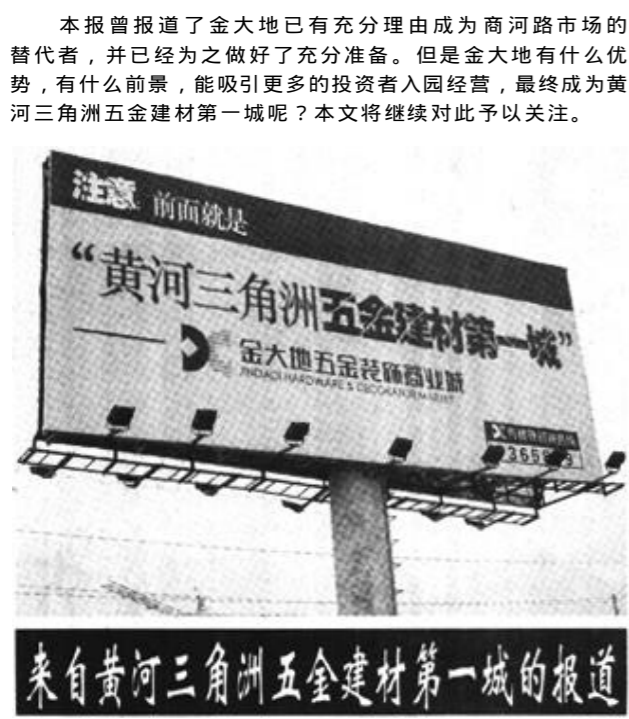 本报曾报道了金大地已有充分理由成为商河路市场的
替代者，并已经为之做好了充分准备。但是金大地有什么优
势，有什么前景，能吸引更多的投资者入园经营，最终成为黄
河三角洲五金建材第一城呢？本文将继续对此予以关注。
注意 前面就是
“黄河三角洲五金建材第一城”
金大地五金装饰商业城
来自黄河三角洲五金建材第一城的报道